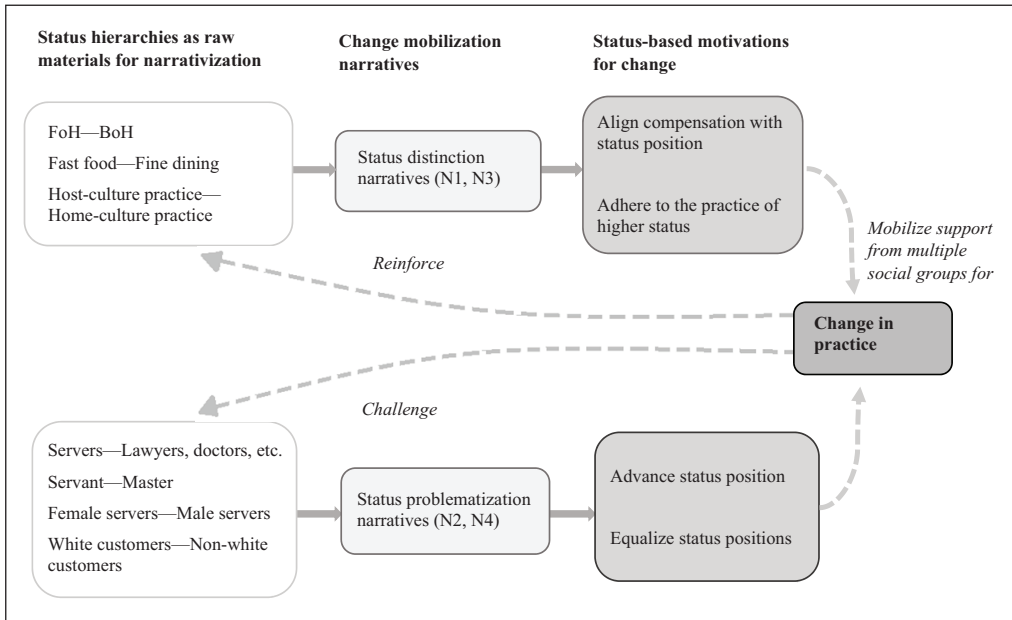 Status hierarchies as raw
materials for narrativization
Change mobilization
narratives
Status-based motivations
for change
FoH—BoH
Fast food—Fine dining
Host-culture practice—
Home-culture practice
Status distinction
narratives (N1, N3)
Align compensation with
status position
Adhere to the practice of
higher status
Mobilize support
from multiple
social groups for
Reinforce
Change in
practice
Challenge
Servers—Lawyers, doctors, etc.
Servant—Master
Female servers—Male servers
White customers—Non-white
customers
Status problematization
narratives (N2, N4)
Advance status position
Equalize status positions